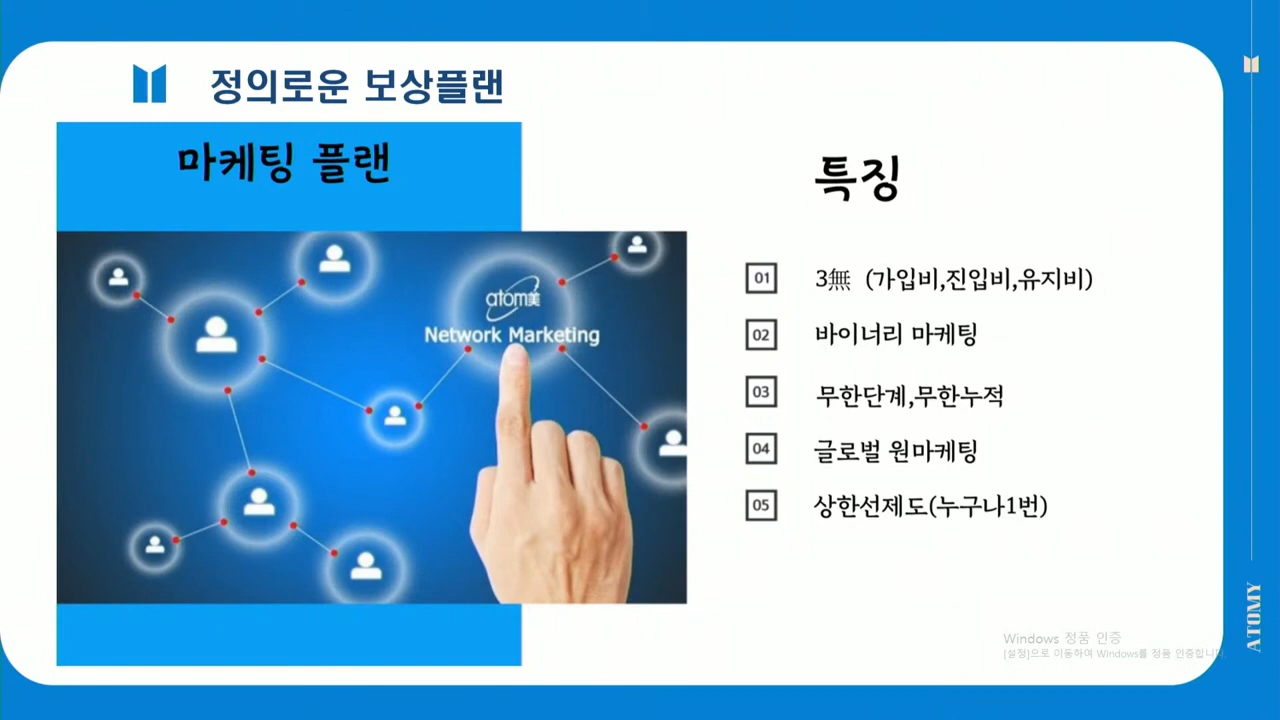 정의로운 보상플랜
마케팅 플랜
특징
atom美
Network Marketing
01 3無 (가입비,진입비,유지비)
02 바이너리 마케팅
03 무한단계,무한누적
04 글로벌 원마케팅
05 상한선제도(누구나1번)
Windows 정품 인증
[설정]으로 이동하여 Windows를 정품 인증합니다.
ATOMY